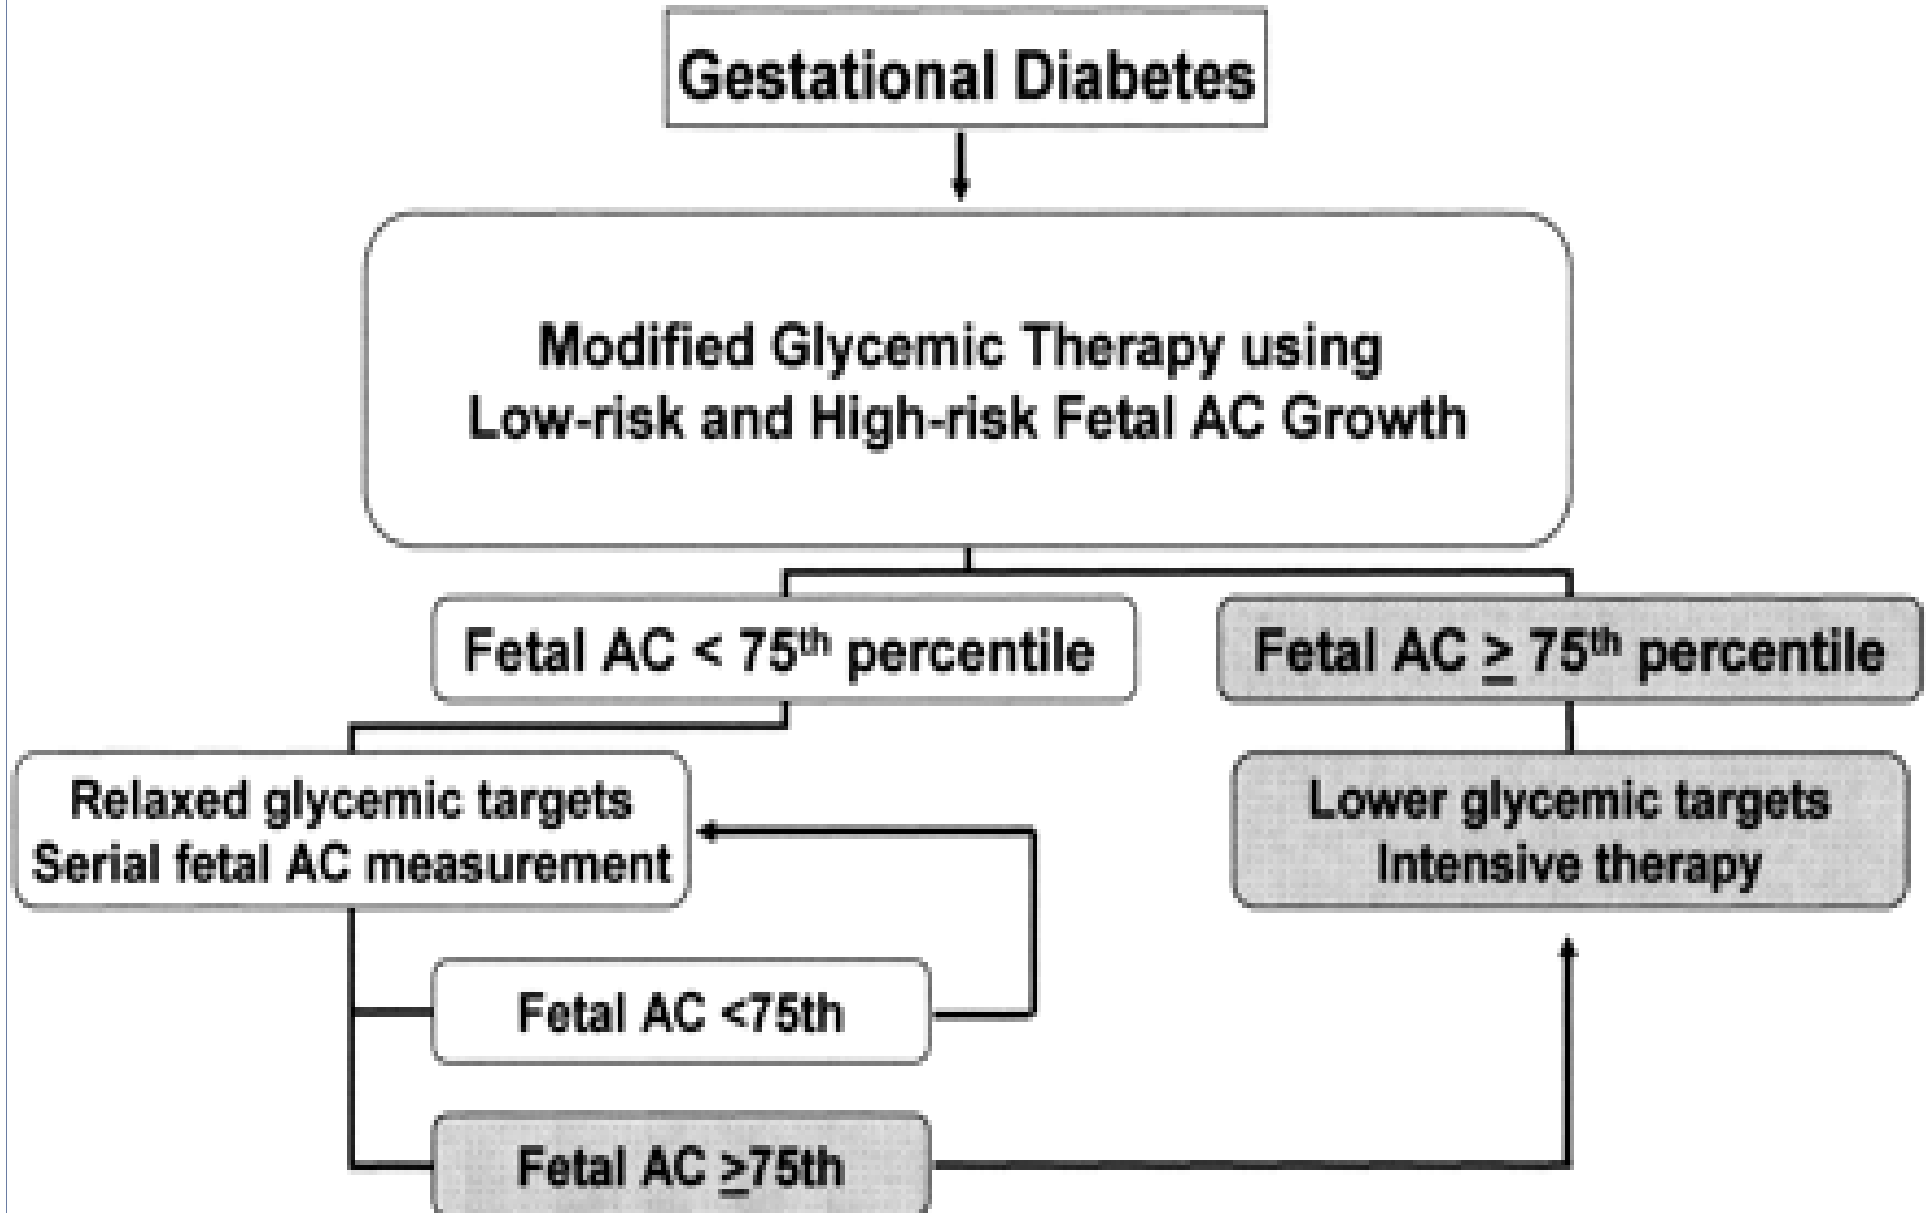 Gestational Diabetes
Modified Glycemic Therapy using
Low-risk and High-risk Fetal AC Growth
Fetal AC < 75th percentile
Fetal AC ≥ 75th percentile
Relaxed glycemic targets
Serial fetal AC measurement
Lower glycemic targets
Intensive therapy
Fetal AC <75th
Fetal AC ≥75th